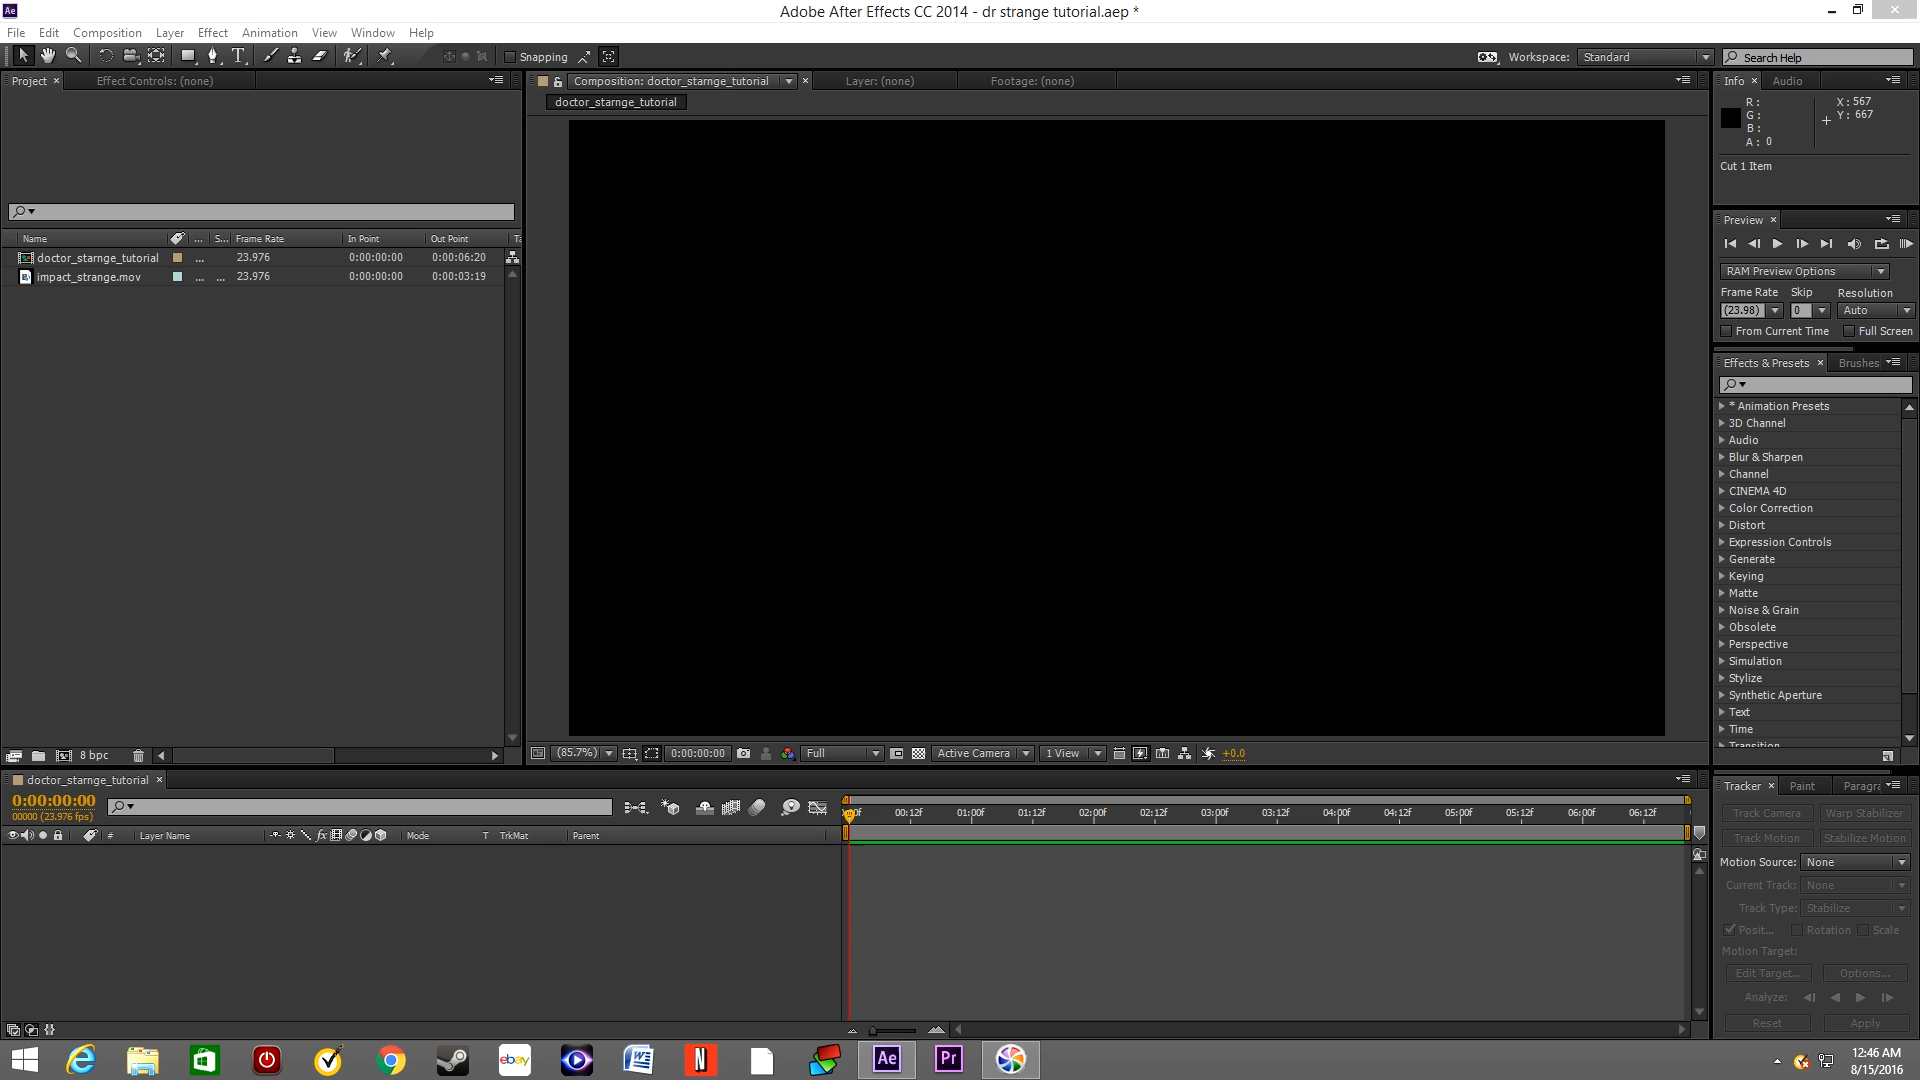 Ae Adobe After Effects CC 2014 - dr strange tutorial.aep *
File Edit Composition Layer Effect Animation View Window Help
T Snapping Workspace: Standard Search Help
Project Effect Controls: (none)
Composition: doctor_starnge_tutorial Layer: (none) Footage: (none)
doctor_starnge_tutorial
Name ... S... Frame Rate In Point Out Point Ta
doctor_starnge_tutorial ... 23.976 0:00:00:00 0:00:06:20
impact_strange.mov ... ... 23.976 0:00:00:00 0:00:03:19
8 bpc
(85.7%) 0:00:00:00 Full Active Camera 1 View +0.0
Info Audio
R : X : 567
G : Y : 667
B :
A : 0
Cut 1 Item
Preview
RAM Preview Options
Frame Rate Skip Resolution
(23.98) 0 Auto
From Current Time Full Screen
Effects & Presets Brushes
* Animation Presets
3D Channel
Audio
Blur & Sharpen
Channel
CINEMA 4D
Color Correction
Distort
Expression Controls
Generate
Keying
Matte
Noise & Grain
Obsolete
Perspective
Simulation
Stylize
Synthetic Aperture
Text
Time
Transition
doctor_starnge_tutorial
0:00:00:00
00000 (23.976 fps)
00:12f 01:00f 01:12f 02:00f 02:12f 03:00f 03:12f 04:00f 04:12f 05:00f 05:12f 06:00f 06:12f
# Layer Name fx Mode T TrkMat Parent
Tracker Paint Paragra
Track Camera Warp Stabilizer
Track Motion Stabilize Motion
Motion Source: None
Current Track: None
Track Type: Stabilize
Posit... Rotation Scale
Motion Target:
Edit Target... Options...
Analyze:
Reset Apply
ebay W N Ae Pr
12:46 AM
8/15/2016